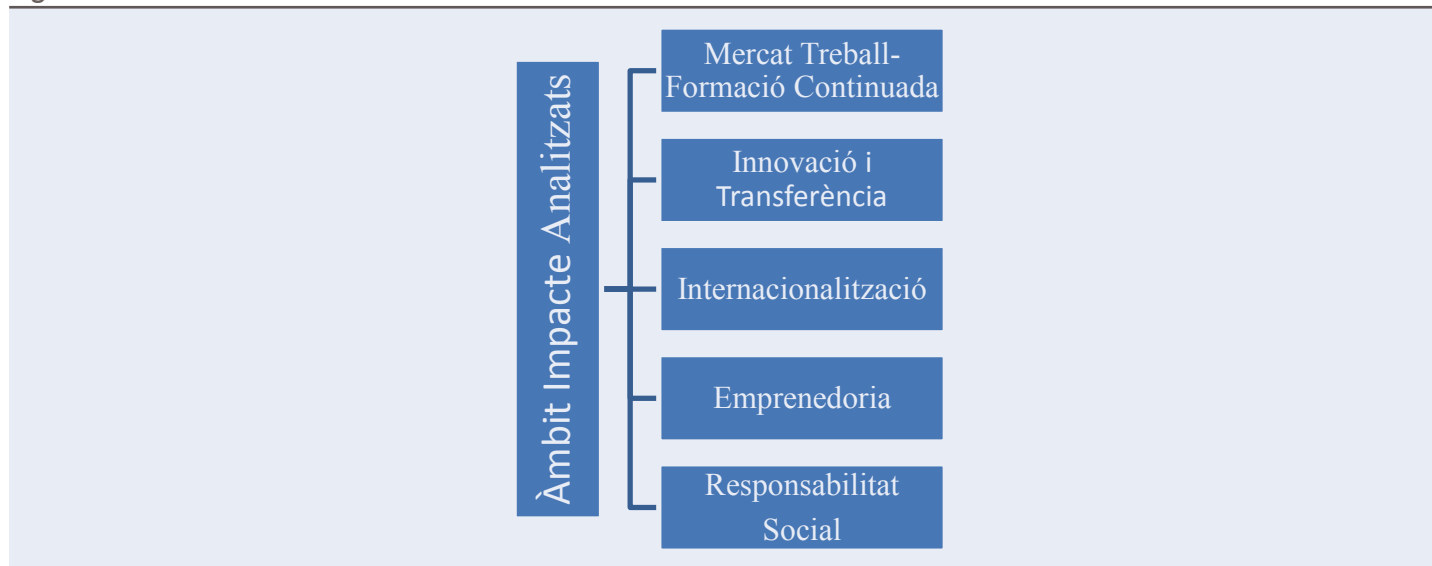 Àmbit Impacte Analitzats
Mercat Treball-
Formació Continuada
Innovació i
Transferència
Internacionalització
Emprenedoria
Responsabilitat
Social